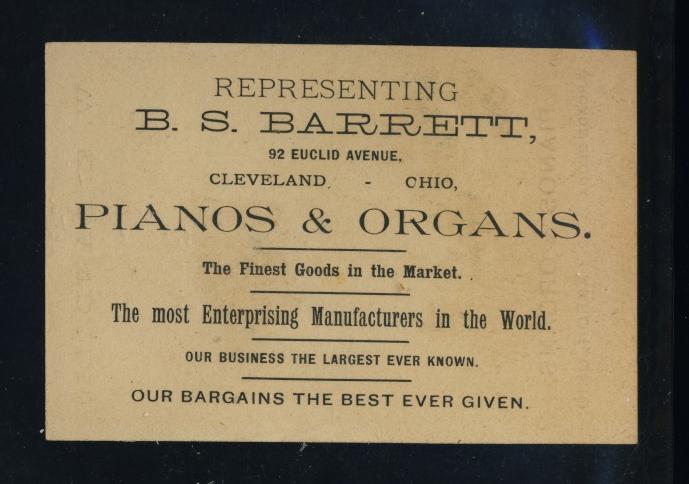 REPRESENTING
B. S. BARRETT,
92 EUCLID AVENUE,
CLEVELAND, - OHIO,
PIANOS & ORGANS.
The Finest Goods in the Market.
The most Enterprising Manufacturers in the World.
OUR BUSINESS THE LARGEST EVER KNOWN.
OUR BARGAINS THE BEST EVER GIVEN.